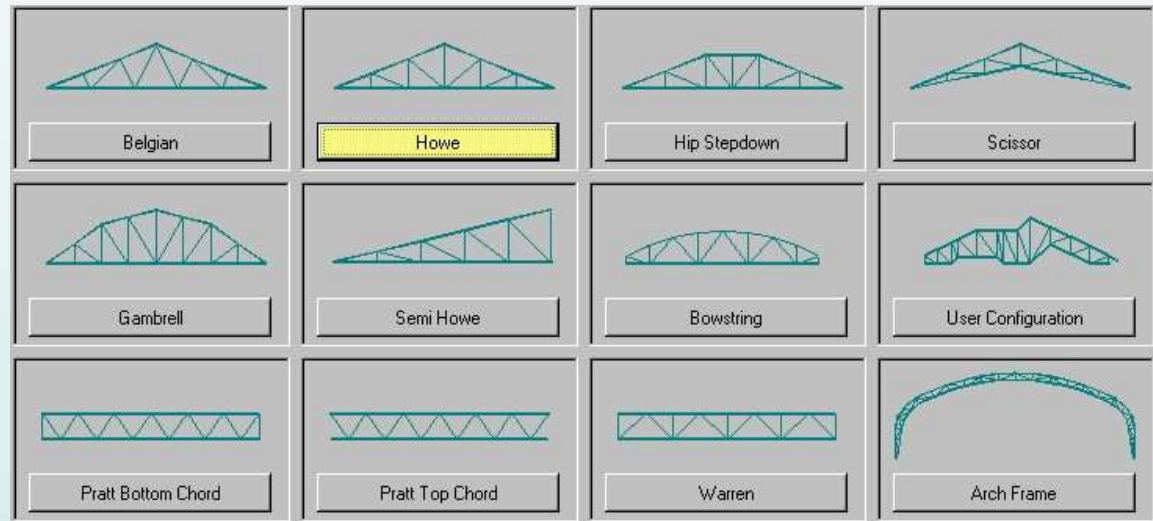 Belgian
Howe
Hip Stepdown
Scissor
Gambrell
Semi Howe
Bowstring
User Configuration
Pratt Bottom Chord
Pratt Top Chord
Warren
Arch Frame